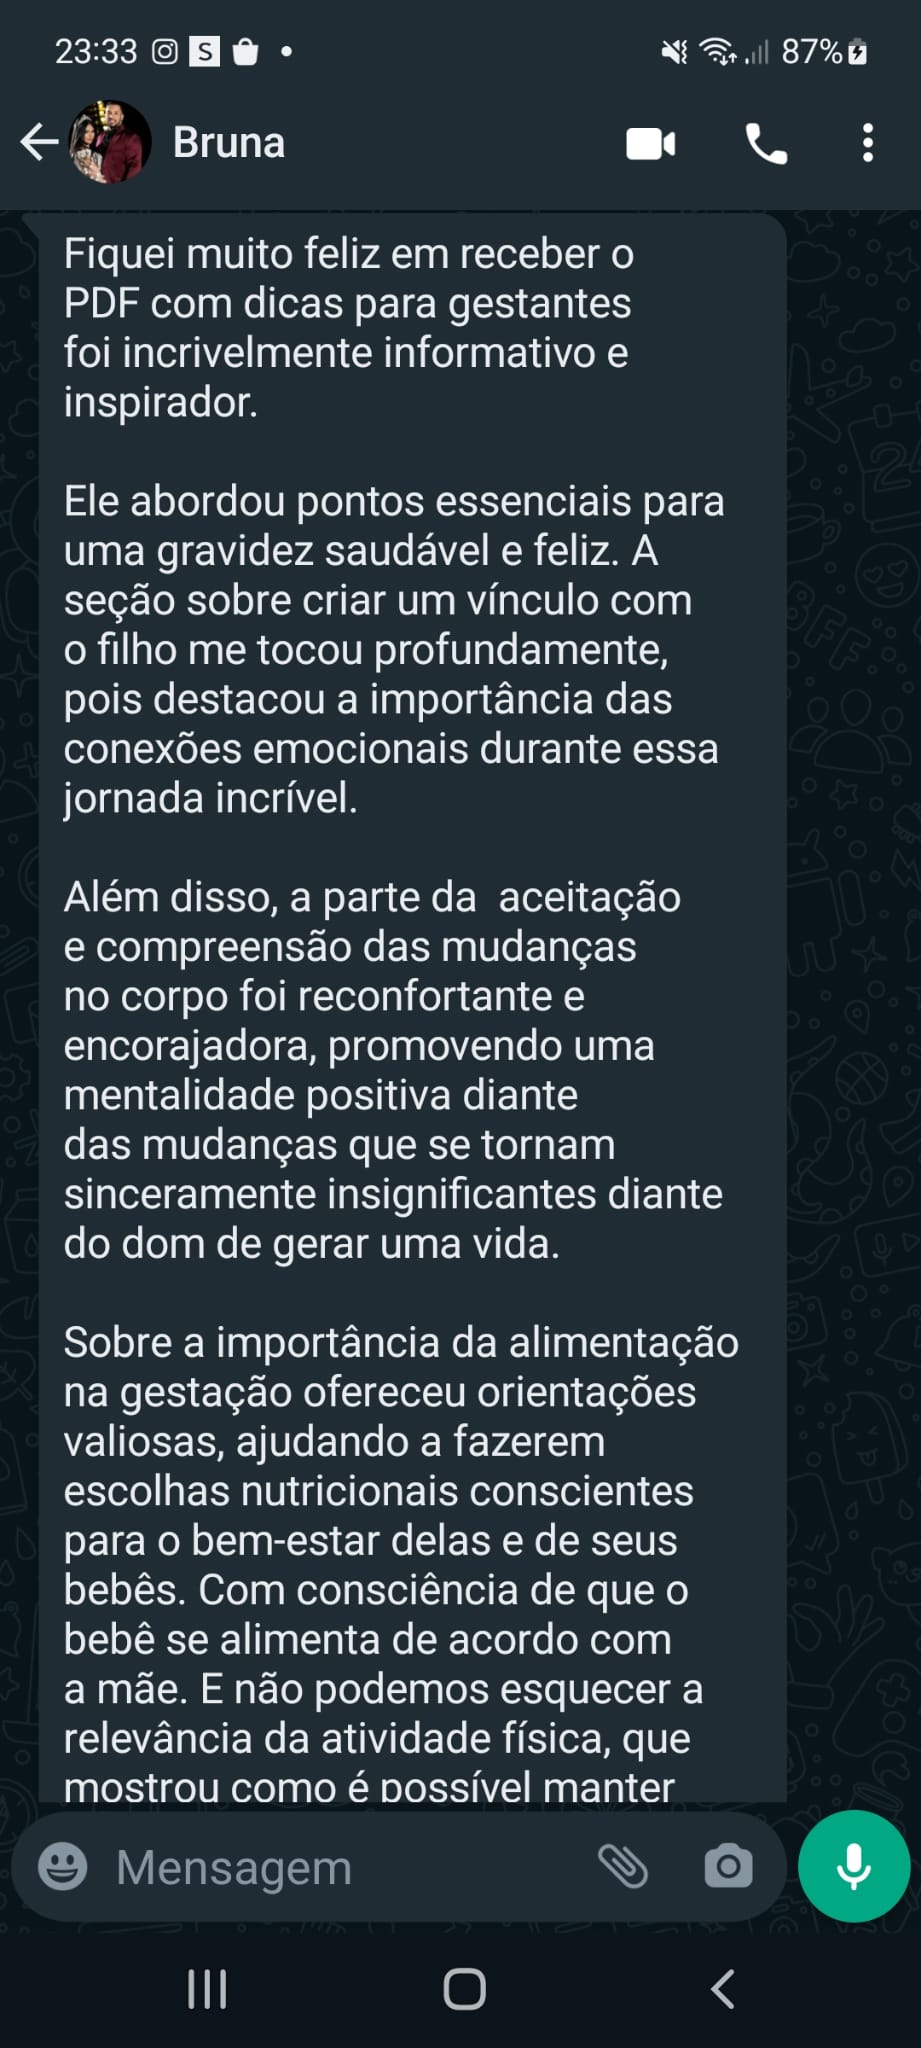 23:33 S 87%
Bruna
Fiquei muito feliz em receber o
PDF com dicas para gestantes
foi incrivelmente informativo e
inspirador.
Ele abordou pontos essenciais para
uma gravidez saudável e feliz. A
seção sobre criar um vínculo com
o filho me tocou profundamente,
pois destacou a importância das
conexões emocionais durante essa
jornada incrível.
Além disso, a parte da  aceitação
e compreensão das mudanças
no corpo foi reconfortante e
encorajadora, promovendo uma
mentalidade positiva diante
das mudanças que se tornam
sinceramente insignificantes diante
do dom de gerar uma vida.
Sobre a importância da alimentação
na gestação ofereceu orientações
valiosas, ajudando a fazerem
escolhas nutricionais conscientes
para o bem-estar delas e de seus
bebês. Com consciência de que o
bebê se alimenta de acordo com
a mãe. E não podemos esquecer a
relevância da atividade física, que
mostrou como é possível manter
Mensagem